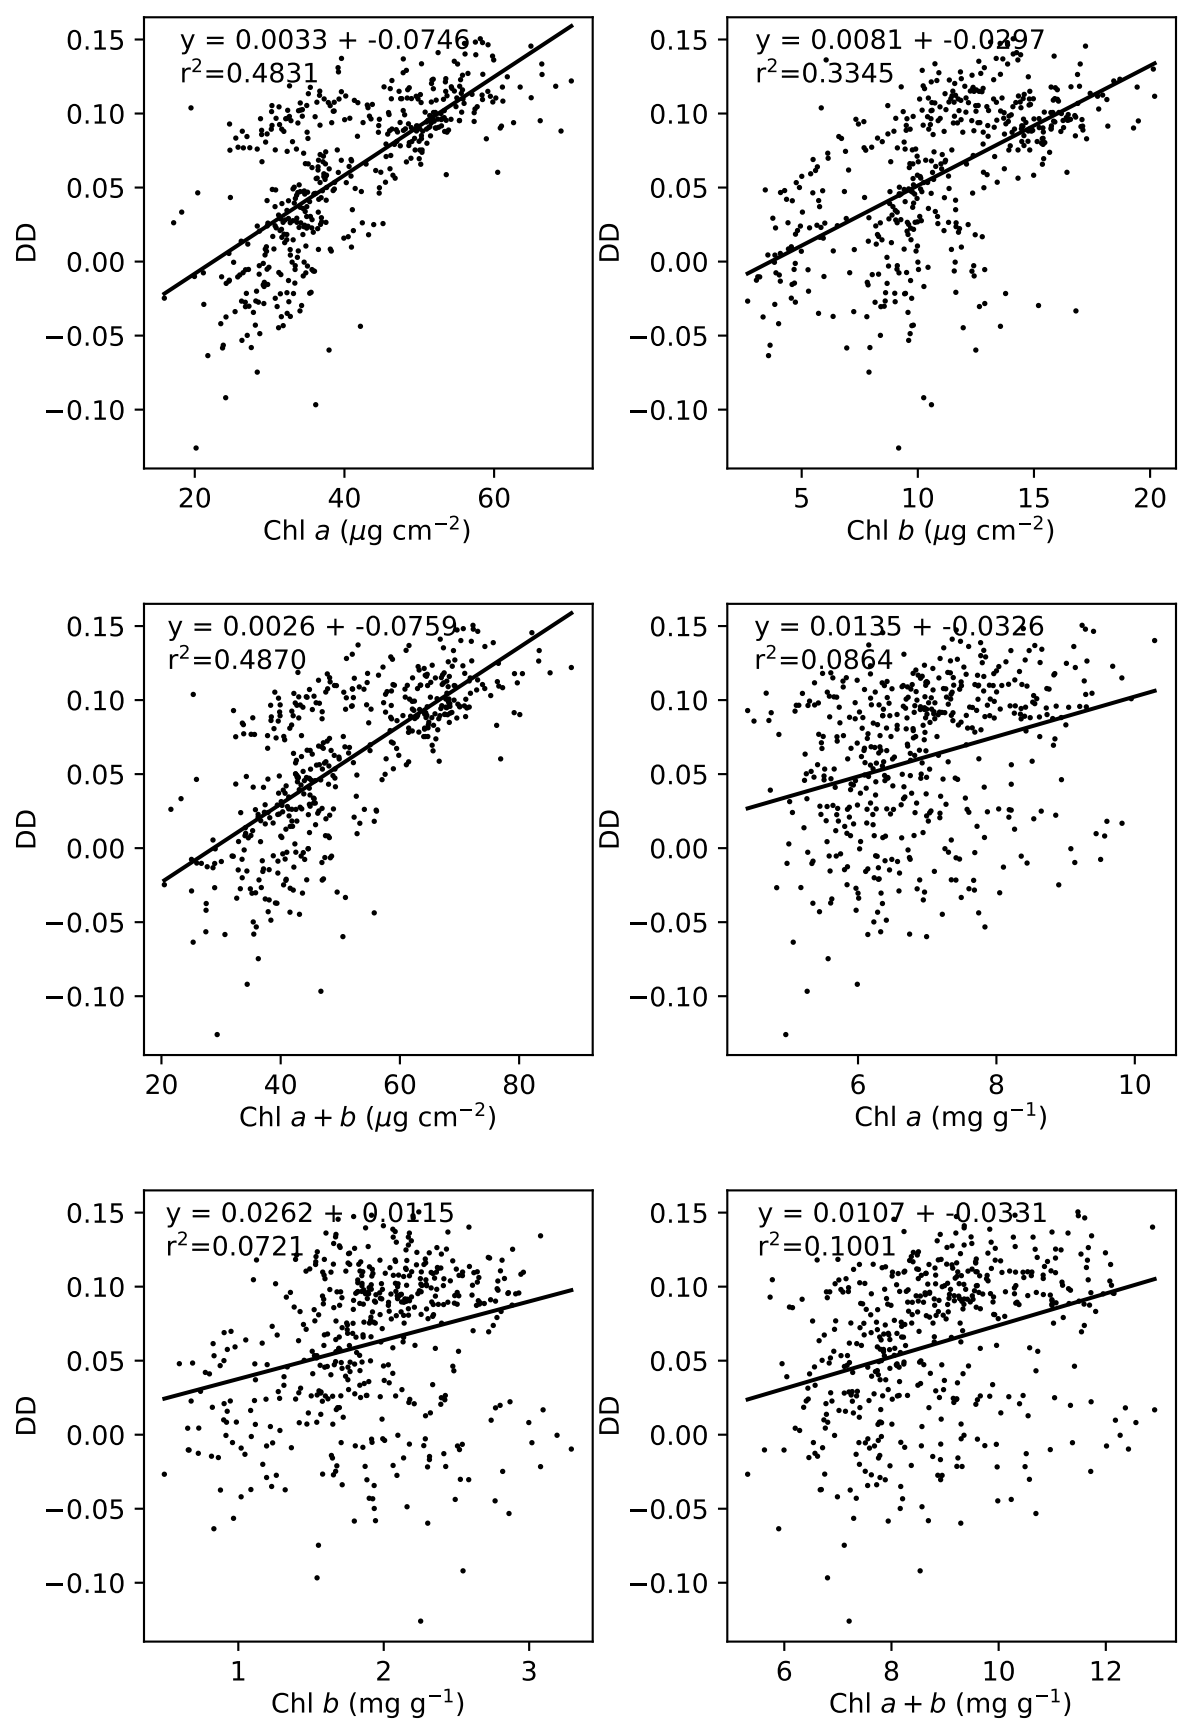 y = 0.0033 + -0.0746
r²=0.4831
0.15
0.10
0.05
0.00
−0.05
−0.10
DD
20 40 60
Chl a (μg cm⁻²)
y = 0.0081 + -0.0297
r²=0.3345
0.15
0.10
0.05
0.00
−0.05
−0.10
DD
5 10 15 20
Chl b (μg cm⁻²)
y = 0.0026 + -0.0759
r²=0.4870
0.15
0.10
0.05
0.00
−0.05
−0.10
DD
20 40 60 80
Chl a + b (μg cm⁻²)
y = 0.0135 + -0.0326
r²=0.0864
0.15
0.10
0.05
0.00
−0.05
−0.10
DD
6 8 10
Chl a (mg g⁻¹)
y = 0.0262 + 0.0115
r²=0.0721
0.15
0.10
0.05
0.00
−0.05
−0.10
DD
1 2 3
Chl b (mg g⁻¹)
y = 0.0107 + -0.0331
r²=0.1001
0.15
0.10
0.05
0.00
−0.05
−0.10
DD
6 8 10 12
Chl a + b (mg g⁻¹)